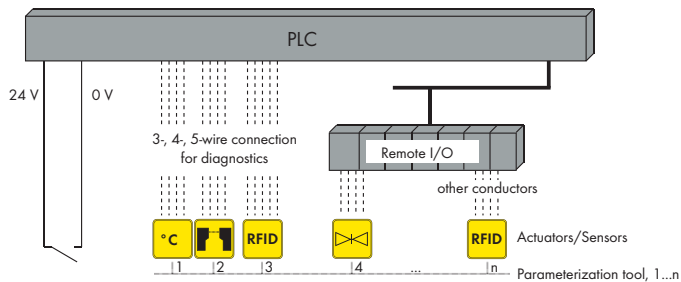 PLC
24 V
0 V
3-, 4-, 5-wire connection
for diagnostics
Remote I/O
other conductors
°C
RFID
RFID
Actuators/Sensors
1
2
3
4
...
n
Parameterization tool, 1...n